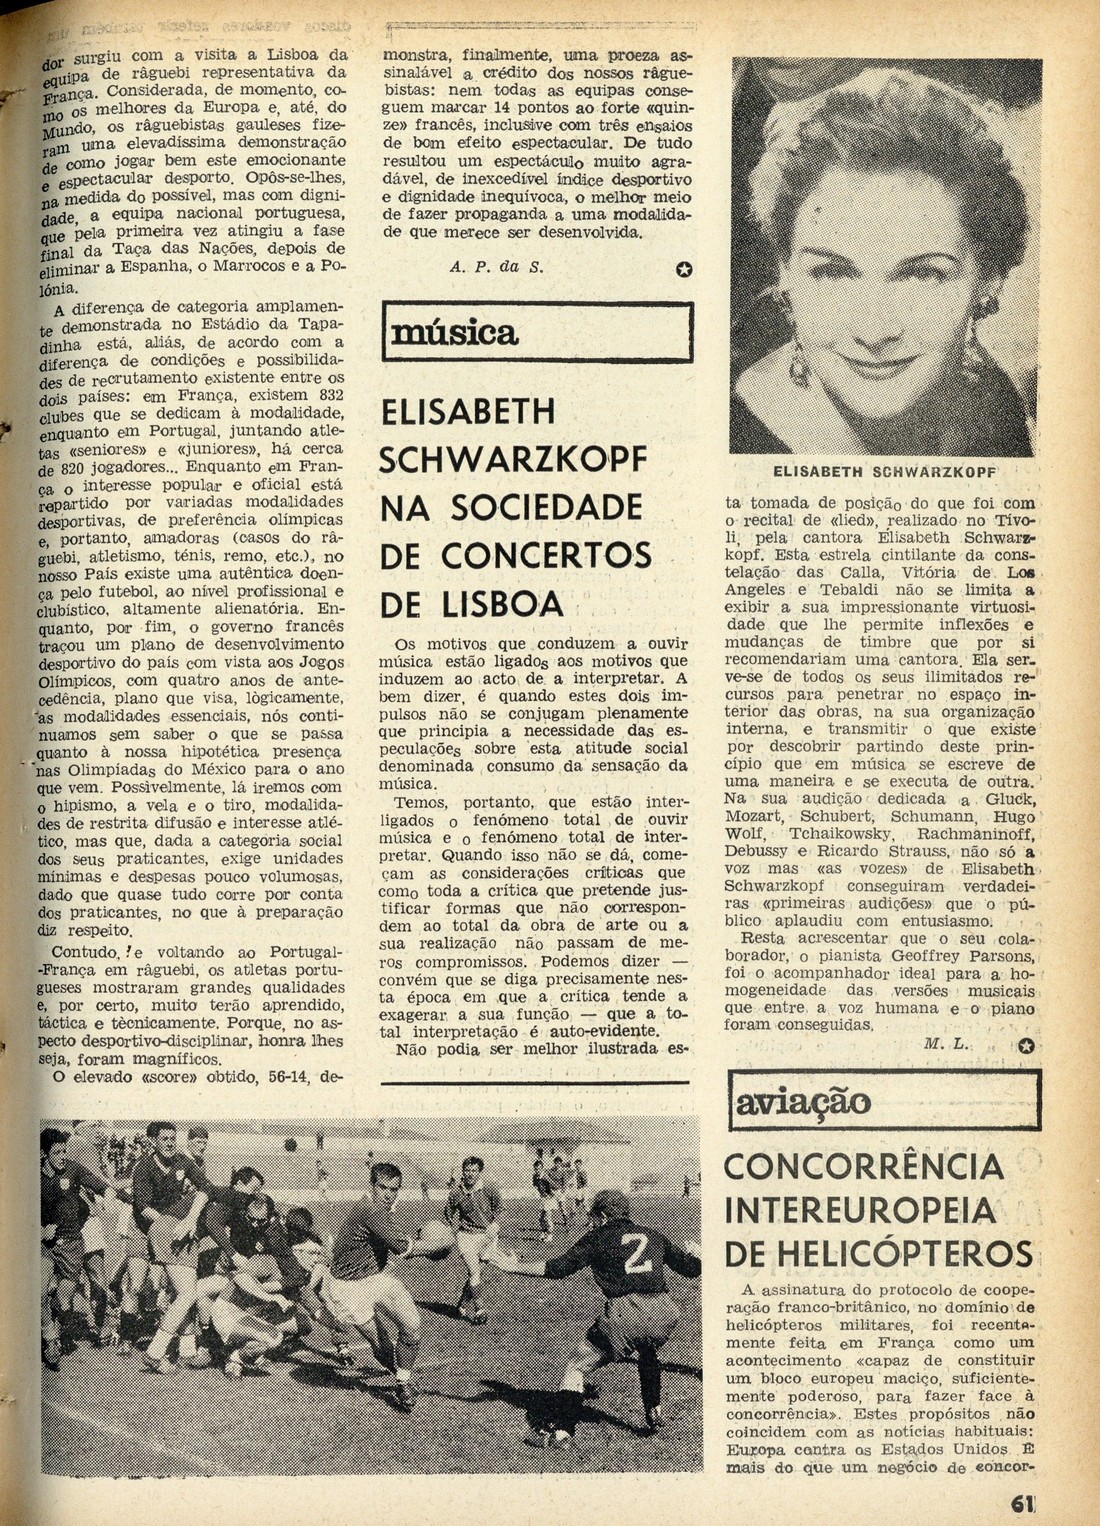 dor surgiu com a visita a Lisboa da
equipa de râguebi representativa da
França. Considerada, de momento, co-
mo os melhores da Europa e, até, do
Mundo, os râguebistas gauleses fize-
ram uma elevadíssima demonstração
de como jogar bem este emocionante
e espectacular desporto. Opôs-se-lhes,
na medida do possível, mas com digni-
dade, a equipa nacional portuguesa,
que pela primeira vez atingiu a fase
final da Taça das Nações, depois de
eliminar a Espanha, o Marrocos e a Po-
lónia.
A diferença de categoria amplamen-
te demonstrada no Estádio da Tapa-
dinha está, aliás, de acordo com a
diferença de condições e possibilida-
des de recrutamento existente entre os
dois países: em França, existem 832
clubes que se dedicam à modalidade,
enquanto em Portugal, juntando atle-
tas «seniores» e «juniores», há cerca
de 820 jogadores... Enquanto em Fran-
ça o interesse popular e oficial está
repartido por variadas modalidades
desportivas, de preferência olímpicas
e, portanto, amadoras (casos do râ-
guebi, atletismo, ténis, remo, etc.), no
nosso País existe uma autêntica doen-
ça pelo futebol, ao nível profissional e
clubístico, altamente alienatória. En-
quanto, por fim, o governo francês
traçou um plano de desenvolvimento
desportivo do país com vista aos Jogos
Olímpicos, com quatro anos de ante-
cedência, plano que visa, lògicamente,
as modalidades essenciais, nós conti-
nuamos sem saber o que se passa
quanto à nossa hipotética presença
nas Olimpíadas do México para o ano
que vem. Possivelmente, lá iremos com
o hipismo, a vela e o tiro, modalida-
des de restrita difusão e interesse atlé-
tico, mas que, dada a categoria social
dos seus praticantes, exige unidades
mínimas e despesas pouco volumosas,
dado que quase tudo corre por conta
dos praticantes, no que à preparação
diz respeito.
Contudo, e voltando ao Portugal-
-França em râguebi, os atletas portu-
gueses mostraram grandes qualidades
e, por certo, muito terão aprendido,
táctica e tècnicamente. Porque, no as-
pecto desportivo-disciplinar, honra lhes
seja, foram magníficos.
O elevado «score» obtido, 56-14, de-
monstra, finalmente, uma proeza as-
sinalável a crédito dos nossos râgue-
bistas: nem todas as equipas conse-
guem marcar 14 pontos ao forte «quin-
ze» francês, inclusive com três ensaios
de bom efeito espectacular. De tudo
resultou um espectáculo muito agra-
dável, de inexcedível índice desportivo
e dignidade inequívoca, o melhor meio
de fazer propaganda a uma modalida-
de que merece ser desenvolvida.
A. P. da S.
música
ELISABETH
SCHWARZKOPF
NA SOCIEDADE
DE CONCERTOS
DE LISBOA
Os motivos que conduzem a ouvir
música estão ligados aos motivos que
induzem ao acto de a interpretar. A
bem dizer, é quando estes dois im-
pulsos não se conjugam plenamente
que principia a necessidade das es-
peculações sobre esta atitude social
denominada consumo da sensação da
música.
Temos, portanto, que estão inter-
ligados o fenómeno total de ouvir
música e o fenómeno total de inter-
pretar. Quando isso não se dá, come-
çam as considerações críticas que
como toda a crítica que pretende jus-
tificar formas que não correspon-
dem ao total da obra de arte ou a
sua realização não passam de me-
ros compromissos. Podemos dizer —
convém que se diga precisamente nes-
ta época em que a crítica tende a
exagerar a sua função — que a to-
tal interpretação é auto-evidente.
Não podia ser melhor ilustrada es-
ELISABETH SCHWARZKOPF
ta tomada de posição do que foi com
o recital de «lied», realizado no Tivo-
li, pela cantora Elisabeth Schwarz-
kopf. Esta estrela cintilante da cons-
telação das Calla, Vitória de Los
Angeles e Tebaldi não se limita a
exibir a sua impressionante virtuosi-
dade que lhe permite inflexões e
mudanças de timbre que por si
recomendariam uma cantora. Ela ser-
ve-se de todos os seus ilimitados re-
cursos para penetrar no espaço in-
terior das obras, na sua organização
interna, e transmitir o que existe
por descobrir partindo deste prin-
cípio que em música se escreve de
uma maneira e se executa de outra.
Na sua audição dedicada a Gluck,
Mozart, Schubert, Schumann, Hugo
Wolf, Tchaikowsky, Rachmaninoff,
Debussy e Ricardo Strauss, não só a
voz mas «as vozes» de Elisabeth
Schwarzkopf conseguiram verdadei-
ras «primeiras audições» que o pú-
blico aplaudiu com entusiasmo.
Resta acrescentar que o seu cola-
borador, o pianista Geoffrey Parsons,
foi o acompanhador ideal para a ho-
mogeneidade das versões musicais
que entre a voz humana e o piano
foram conseguidas.
M. L.
aviação
CONCORRÊNCIA
INTEREUROPEIA
DE HELICÓPTEROS
A assinatura do protocolo de coope-
ração franco-britânico, no domínio de
helicópteros militares, foi recente-
mente feita em França como um
acontecimento «capaz de constituir
um bloco europeu maciço, suficiente-
mente poderoso, para fazer face à
concorrência». Estes propósitos não
coincidem com as notícias habituais:
Europa contra os Estados Unidos. É
mais do que um negócio de concor-
2
61